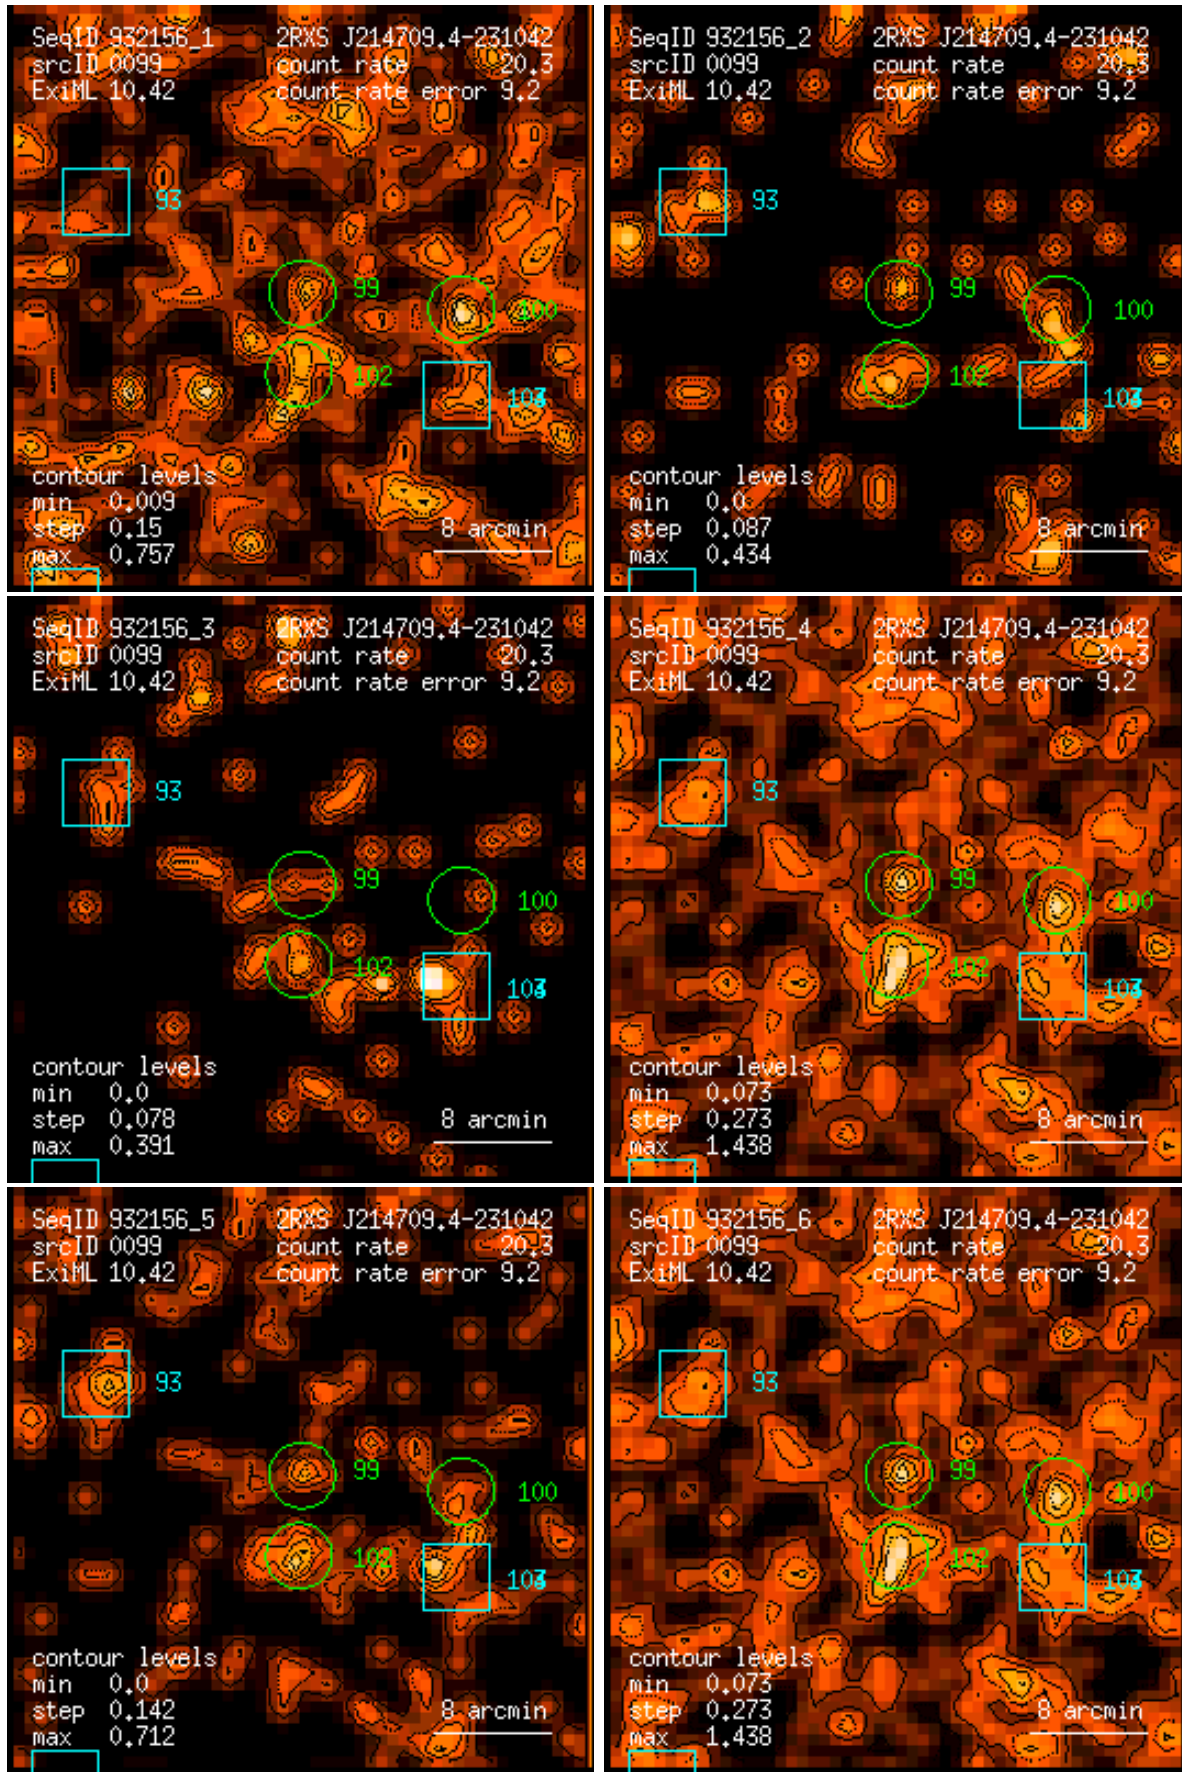 SeqID 932156_1 2RXS J214709.4-231042
srcID 0099 count rate 20.3
ExiML 10.42 count rate error 9.2
93
99
100
102
contour levels
min 0.009
step 0.15
max 0.757
8 arcmin
SeqID 932156_2 2RXS J214709.4-231042
srcID 0099 count rate 20.3
ExiML 10.42 count rate error 9.2
93
99
100
102
contour levels
min 0.0
step 0.087
max 0.434
8 arcmin
SeqID 932156_3 2RXS J214709.4-231042
srcID 0099 count rate 20.3
ExiML 10.42 count rate error 9.2
93
99
100
102
contour levels
min 0.0
step 0.078
max 0.391
8 arcmin
SeqID 932156_4 2RXS J214709.4-231042
srcID 0099 count rate 20.3
ExiML 10.42 count rate error 9.2
93
99
100
102
contour levels
min 0.073
step 0.273
max 1.438
8 arcmin
SeqID 932156_5 2RXS J214709.4-231042
srcID 0099 count rate 20.3
ExiML 10.42 count rate error 9.2
93
99
100
102
contour levels
min 0.0
step 0.142
max 0.712
8 arcmin
SeqID 932156_6 2RXS J214709.4-231042
srcID 0099 count rate 20.3
ExiML 10.42 count rate error 9.2
93
99
100
102
contour levels
min 0.073
step 0.273
max 1.438
8 arcmin